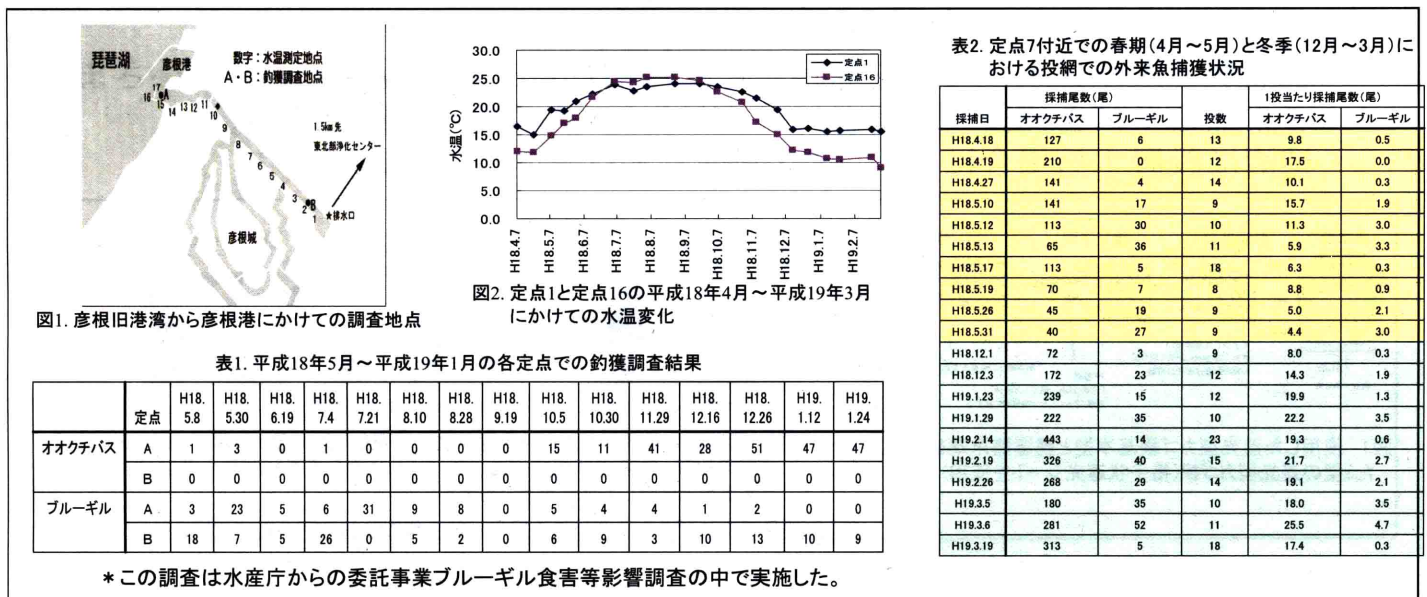 琵琶湖
彦根港
数字：水温測定地点
A・B：釣獲調査地点
17
A
16
15
14
13
12
11
10
9
8
7
6
5
4
3
2
B
1
★排水口
1.5km先
東北部浄化センター
彦根城
図1. 彦根旧港湾から彦根港にかけての調査地点
水温(℃)
30.0
25.0
20.0
15.0
10.0
5.0
0.0
定点1
定点16
H18.4.7
H18.5.7
H18.6.7
H18.7.7
H18.8.7
H18.9.7
H18.10.7
H18.11.7
H18.12.7
H19.1.7
H19.2.7
図2. 定点1と定点16の平成18年4月～平成19年3月
にかけての水温変化
表1. 平成18年5月～平成19年1月の各定点での釣獲調査結果
定点 H18. 5.8 H18. 5.30 H18. 6.19 H18. 7.4 H18. 7.21 H18. 8.10 H18. 8.28 H18. 9.19 H18. 10.5 H18. 10.30 H18. 11.29 H18. 12.16 H18. 12.26 H19. 1.12 H19. 1.24
オオクチバス A 1 3 0 1 0 0 0 0 15 11 41 28 51 47 47
B 0 0 0 0 0 0 0 0 0 0 0 0 0 0 0
ブルーギル A 3 23 5 6 31 9 8 0 5 4 4 1 2 0 0
B 18 7 5 26 0 5 2 0 6 9 3 10 13 10 9
＊この調査は水産庁からの委託事業ブルーギル食害等影響調査の中で実施した。
表2. 定点7付近での春期(4月～5月)と冬季(12月～3月)に
おける投網での外来魚捕獲状況
採捕日 採捕尾数(尾) 投数 1投当たり採捕尾数(尾)
オオクチバス ブルーギル オオクチバス ブルーギル
H18.4.18 127 6 13 9.8 0.5
H18.4.19 210 0 12 17.5 0.0
H18.4.27 141 4 14 10.1 0.3
H18.5.10 141 17 9 15.7 1.9
H18.5.12 113 30 10 11.3 3.0
H18.5.13 65 36 11 5.9 3.3
H18.5.17 113 5 18 6.3 0.3
H18.5.19 70 7 8 8.8 0.9
H18.5.26 45 19 9 5.0 2.1
H18.5.31 40 27 9 4.4 3.0
H18.12.1 72 3 9 8.0 0.3
H18.12.3 172 23 12 14.3 1.9
H19.1.23 239 15 12 19.9 1.3
H19.1.29 222 35 10 22.2 3.5
H19.2.14 443 14 23 19.3 0.6
H19.2.19 326 40 15 21.7 2.7
H19.2.26 268 29 14 19.1 2.1
H19.3.5 180 35 10 18.0 3.5
H19.3.6 281 52 11 25.5 4.7
H19.3.19 313 5 18 17.4 0.3